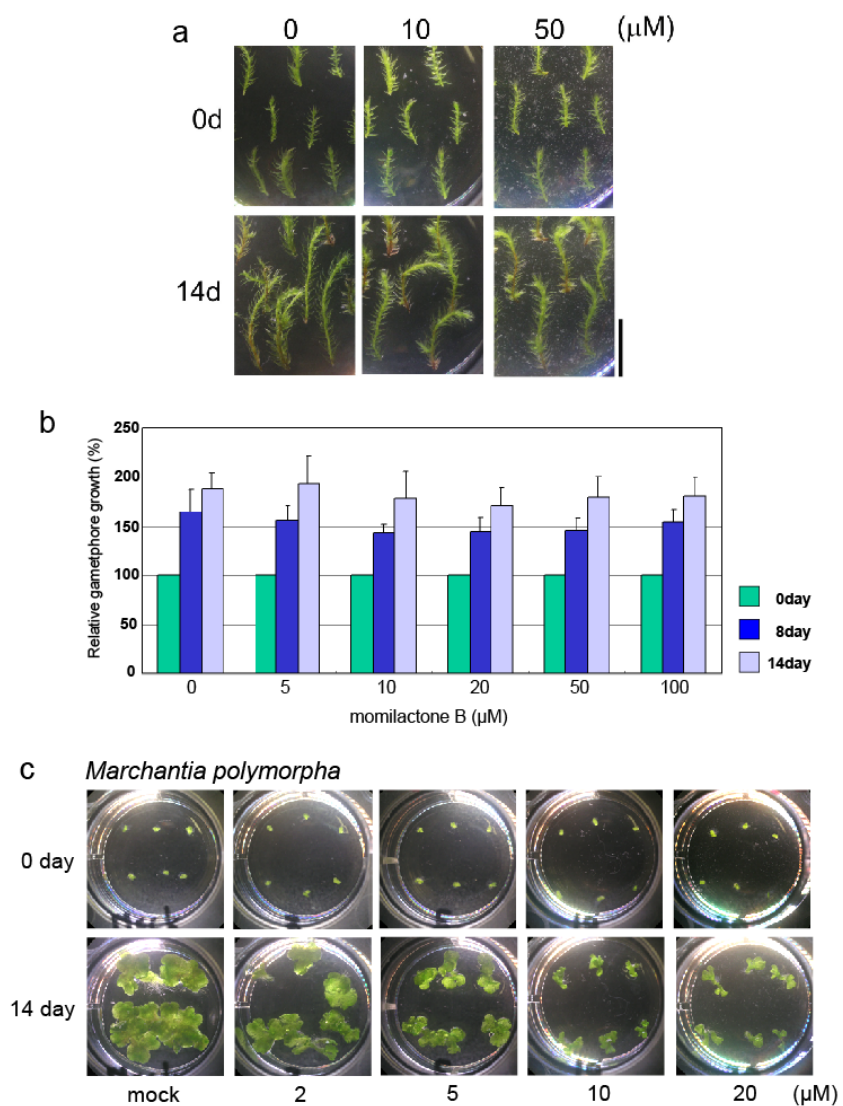 a
0 10 50 (μM)
0d
14d
b
Relative gametphore growth (%)
250
200
150
100
50
0
0 5 10 20 50 100
momilactone B (μM)
0day
8day
14day
c Marchantia polymorpha
0 day
14 day
mock 2 5 10 20 (μM)